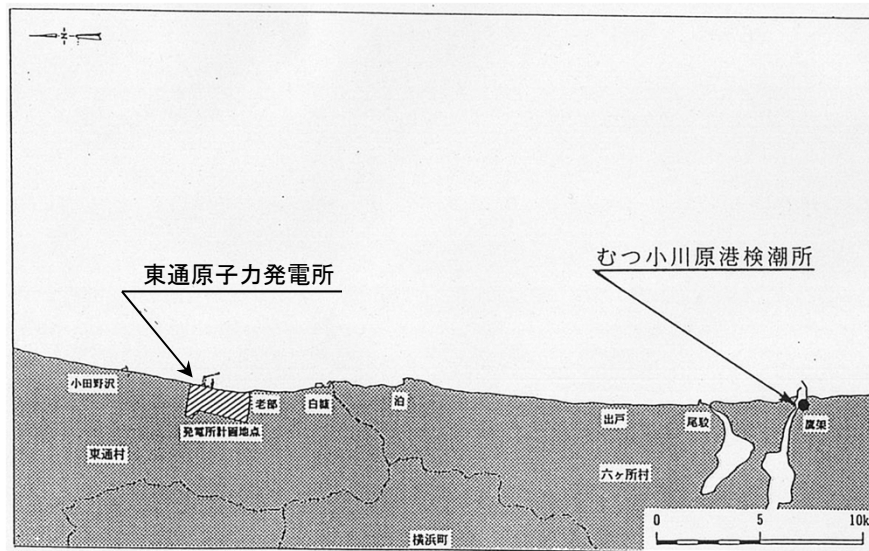 N
むつ小川原港検潮所
東通原子力発電所
小田野沢
老部
白糠
泊
出戸
尾駮
鷹架
発電所計画地点
東通村
六ヶ所村
横浜町
0 5 10k